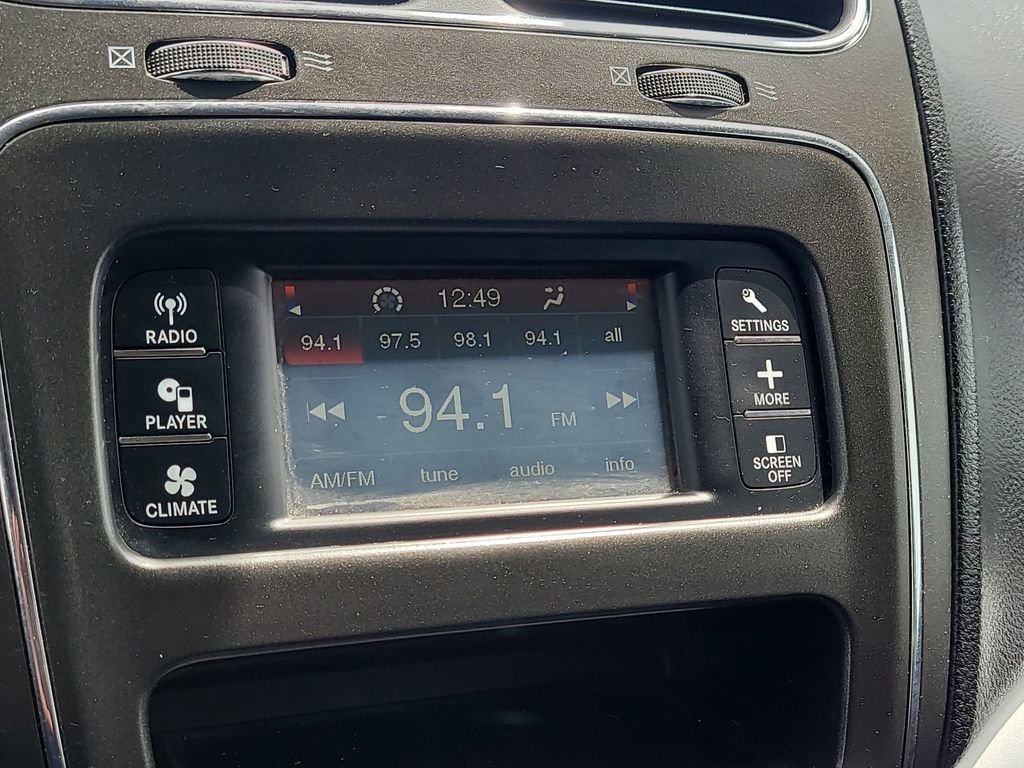 12:49
94.1 97.5 98.1 94.1 all
94.1 FM
AM/FM tune audio info
RADIO
PLAYER
CLIMATE
SETTINGS
MORE
SCREEN
OFF